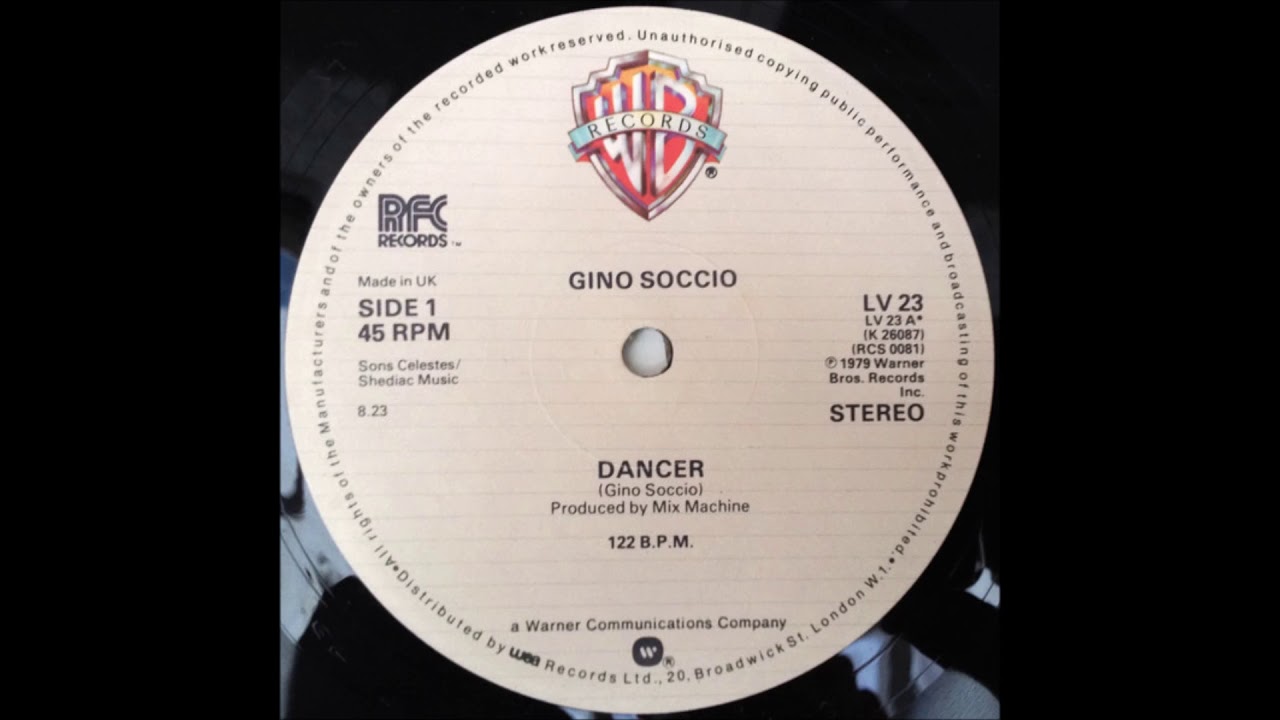 All rights of the Manufacturers and of the owners of the recorded work reserved. Unauthorised copying public performance and broadcasting of this work prohibited.
WB
RECORDS
®
RFC
RECORDS™
GINO SOCCIO
Made in UK
SIDE 1
45 RPM
Sons Celestes/
Shediac Music
8.23
LV 23
LV 23 A*
(K 26087)
(RCS 0081)
℗ 1979 Warner
Bros. Records
Inc.
STEREO
DANCER
(Gino Soccio)
Produced by Mix Machine
122 B.P.M.
a Warner Communications Company
W ®
•Distributed by wea Records Ltd., 20, Broadwick St. London W.1.•